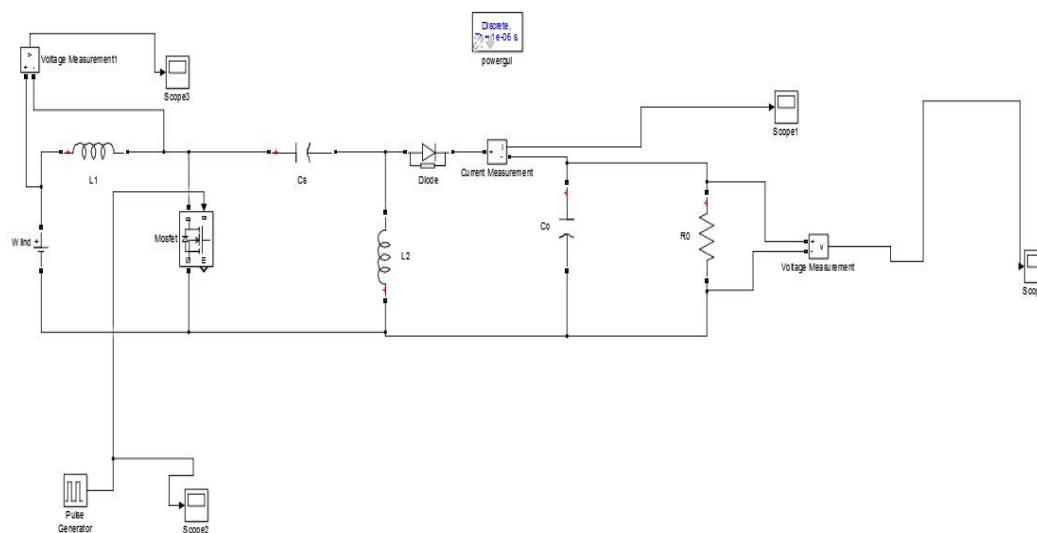 Discrete,
powergui
Voltage Measurement1
Scope3
Scope1
L1
Cs
Diode
Current Measurement
Wind
Mosfet
L2
Co
R0
Voltage Measurement
Pulse
Generator
Scope2